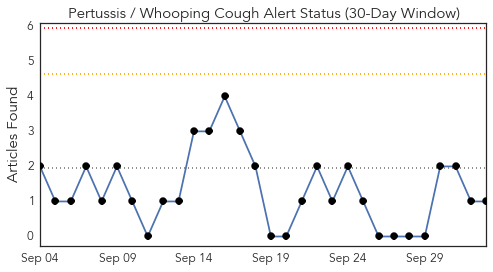 Pertussis / Whooping Cough Alert Status (30-Day Window)
Articles Found
6
5
4
3
2
1
0
Sep 04 Sep 09 Sep 14 Sep 19 Sep 24 Sep 29